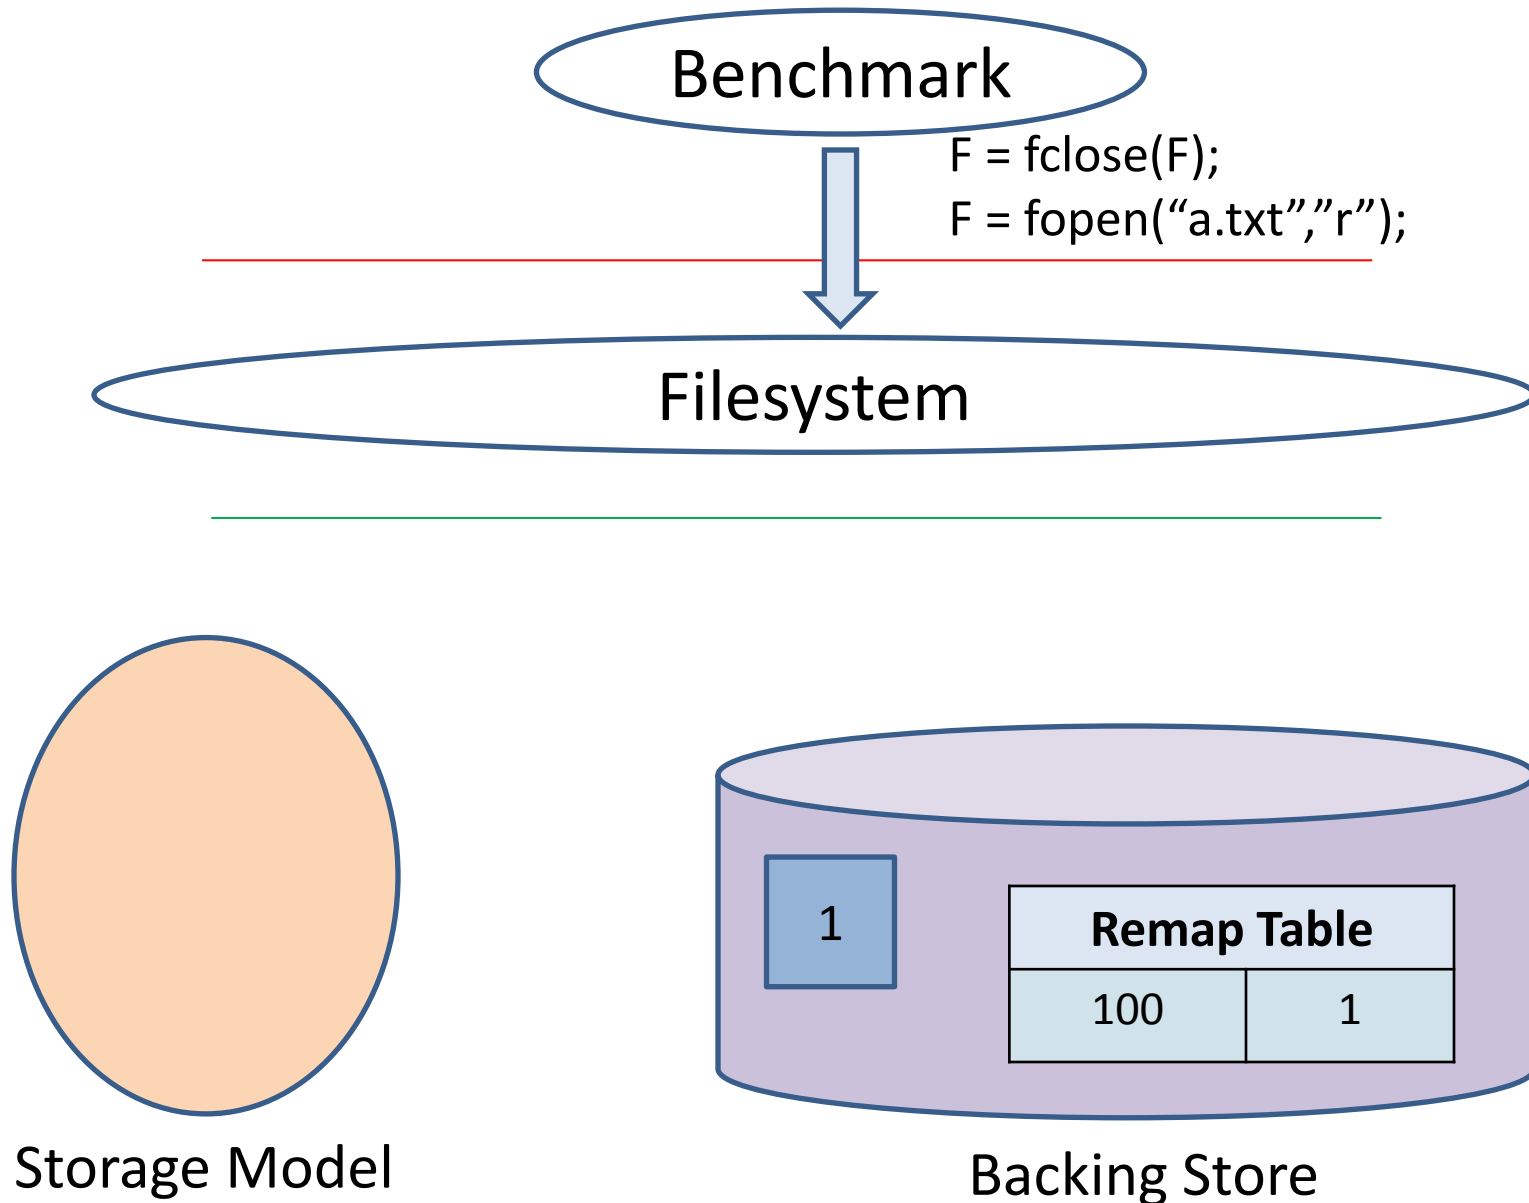 Benchmark
F = fclose(F);
F = fopen(“a.txt”,”r”);
Filesystem
1
Remap Table
100 1
Storage Model
Backing Store